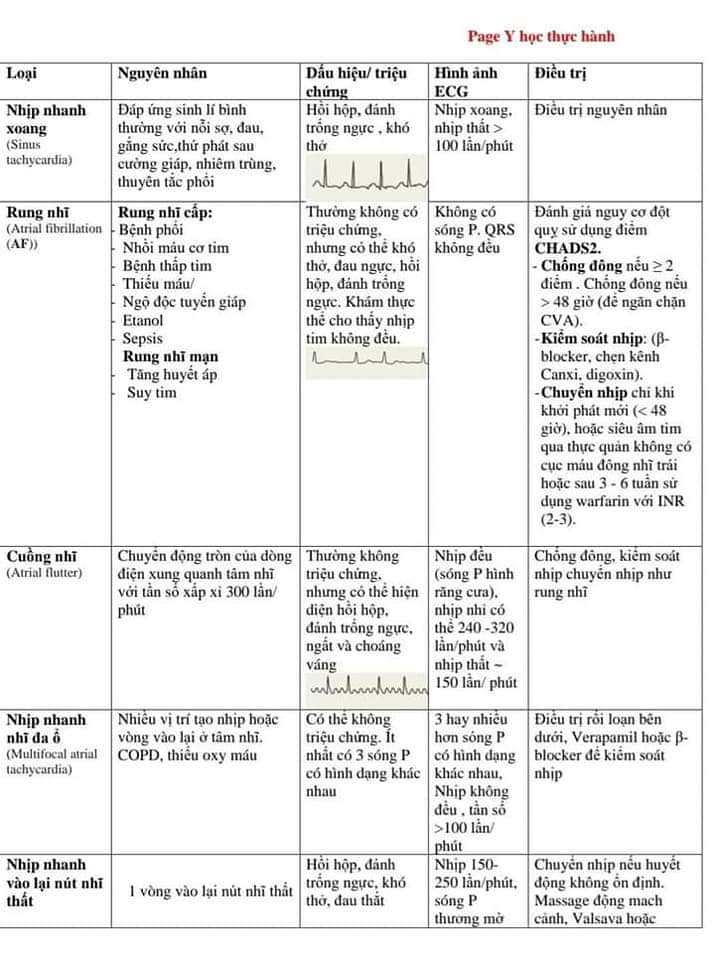 Page Y học thực hành
Loại
Nguyên nhân
Dấu hiệu/ triệu
chứng
Hình ảnh
ECG
Điều trị
Nhịp nhanh
xoang
(Sinus
tachycardia)
Đáp ứng sinh lí bình
thường với nỗi sợ, đau,
gắng sức,thứ phát sau
cường giáp, nhiêm trùng,
thuyên tắc phổi
Hồi hộp, đánh
trống ngực , khó
thở
Nhịp xoang,
nhịp thất >
100 lần/phút
Điều trị nguyên nhân
Rung nhĩ
(Atrial fibrillation
(AF))
Rung nhĩ cấp:
- Bệnh phổi
- Nhồi máu cơ tim
- Bệnh thấp tim
- Thiếu máu/
- Ngộ độc tuyến giáp
- Etanol
- Sepsis
Rung nhĩ mạn
- Tăng huyết áp
- Suy tim
Thường không có
triệu chứng,
nhưng có thể khó
thở, đau ngực, hồi
hộp, đánh trống
ngực. Khám thực
thể cho thấy nhịp
tim không đều.
Không có
sóng P. QRS
không đều
Đánh giá nguy cơ đột
quỵ sử dụng điểm
CHADS2.
- Chống đông nếu ≥ 2
điểm . Chống đông nếu
> 48 giờ (để ngăn chặn
CVA).
-Kiểm soát nhịp: (β-
blocker, chẹn kênh
Canxi, digoxin).
-Chuyển nhịp chỉ khi
khởi phát mới (< 48
giờ), hoặc siêu âm tim
qua thực quản không có
cục máu đông nhĩ trái
hoặc sau 3 - 6 tuần sử
dụng warfarin với INR
(2-3).
Cuồng nhĩ
(Atrial flutter)
Chuyển động tròn của dòng
điện xung quanh tâm nhĩ
với tần số xấp xỉ 300 lần/
phút
Thường không
triệu chứng,
nhưng có thể hiện
diện hồi hộp,
đánh trống ngực,
ngất và choáng
váng
Nhịp đều
(sóng P hình
răng cưa),
nhịp nhĩ có
thể 240 -320
lần/phút và
nhịp thất ~
150 lần/ phút
Chống đông, kiểm soát
nhịp chuyển nhịp như
rung nhĩ
Nhịp nhanh
nhĩ đa ổ
(Multifocal atrial
tachycardia)
Nhiều vị trí tạo nhịp hoặc
vòng vào lại ở tâm nhĩ.
COPD, thiếu oxy máu
Có thể không
triệu chứng. Ít
nhất có 3 sóng P
có hình dạng khác
nhau
3 hay nhiều
hơn sóng P
có hình dạng
khác nhau,
Nhịp không
đều , tần số
>100 lần/
phút
Điều trị rối loạn bên
dưới, Verapamil hoặc β-
blocker để kiểm soát
nhịp
Nhịp nhanh
vào lại nút nhĩ
thất
1 vòng vào lại nút nhĩ thất
Hồi hộp, đánh
trống ngực, khó
thở, đau thắt
Nhịp 150-
250 lần/phút,
sóng P
thương mờ
Chuyển nhịp nếu huyết
động không ổn định.
Massage động mạch
cảnh, Valsava hoặc